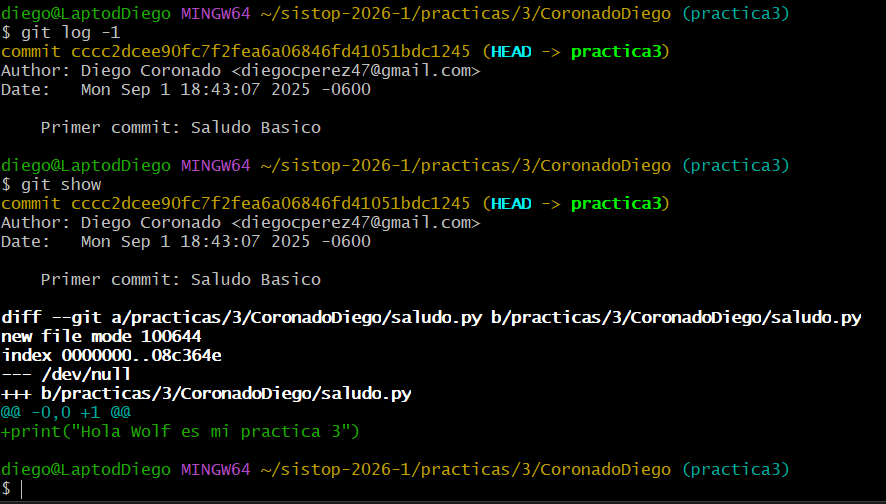 diego@LaptodDiego MINGW64 ~/sistop-2026-1/practicas/3/CoronadoDiego (practica3)
$ git log -1
commit cccc2dcee90fc7f2fea6a06846fd41051bdc1245 (HEAD -> practica3)
Author: Diego Coronado <diegocperez47@gmail.com>
Date:   Mon Sep 1 18:43:07 2025 -0600

    Primer commit: Saludo Basico

diego@LaptodDiego MINGW64 ~/sistop-2026-1/practicas/3/CoronadoDiego (practica3)
$ git show
commit cccc2dcee90fc7f2fea6a06846fd41051bdc1245 (HEAD -> practica3)
Author: Diego Coronado <diegocperez47@gmail.com>
Date:   Mon Sep 1 18:43:07 2025 -0600

    Primer commit: Saludo Basico

diff --git a/practicas/3/CoronadoDiego/saludo.py b/practicas/3/CoronadoDiego/saludo.py
new file mode 100644
index 0000000..08c364e
--- /dev/null
+++ b/practicas/3/CoronadoDiego/saludo.py
@@ -0,0 +1 @@
+print("Hola Wolf es mi practica 3")

diego@LaptodDiego MINGW64 ~/sistop-2026-1/practicas/3/CoronadoDiego (practica3)
$